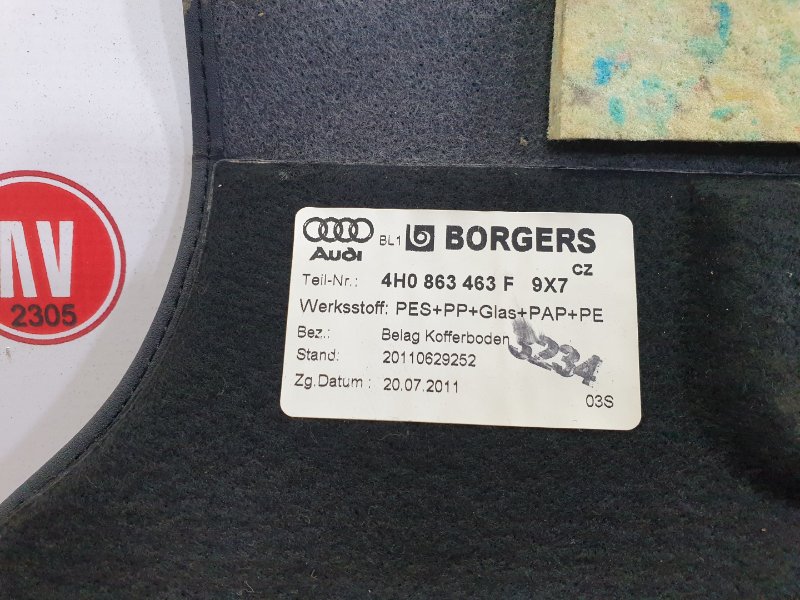 AV
2305
Audi
BL1 BORGERS
CZ
Teil-Nr.: 4H0 863 463 F 9X7
Werksstoff: PES+PP+Glas+PAP+PE
Bez.: Belag Kofferboden
3234
Stand: 20110629252
Zg.Datum : 20.07.2011
03S